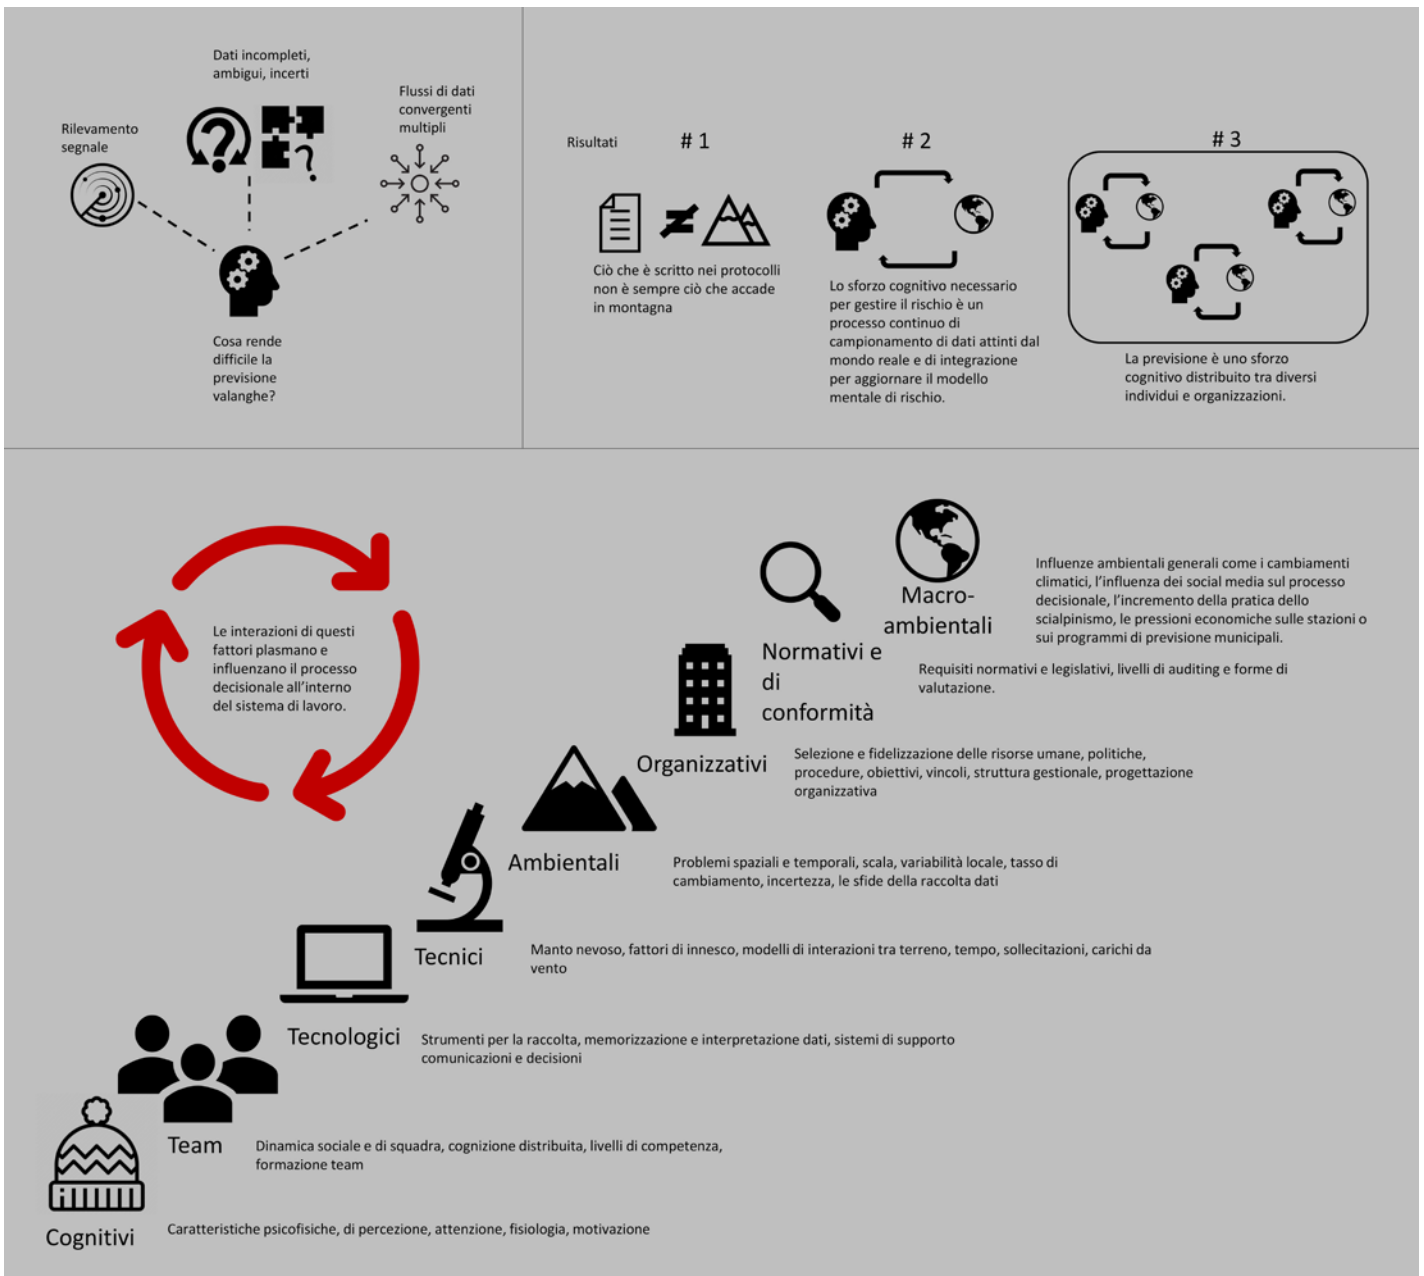 Dati incompleti,
ambigui, incerti
Flussi di dati
convergenti
multipli
Rilevamento
segnale
Cosa rende
difficile la
previsione
valanghe?
Risultati
# 1
# 2
# 3
Ciò che è scritto nei protocolli
non è sempre ciò che accade
in montagna
Lo sforzo cognitivo necessario
per gestire il rischio è un
processo continuo di
campionamento di dati attinti dal
mondo reale e di integrazione
per aggiornare il modello
mentale di rischio.
La previsione è uno sforzo
cognitivo distribuito tra diversi
individui e organizzazioni.
Le interazioni di questi
fattori plasmano e
influenzano il processo
decisionale all'interno
del sistema di lavoro.
Macro-
ambientali
Influenze ambientali generali come i cambiamenti
climatici, l'influenza dei social media sul processo
decisionale, l'incremento della pratica dello
scialpinismo, le pressioni economiche sulle stazioni o
sui programmi di previsione municipali.
Normativi e
di
conformità
Requisiti normativi e legislativi, livelli di auditing e forme di
valutazione.
Organizzativi
Selezione e fidelizzazione delle risorse umane, politiche,
procedure, obiettivi, vincoli, struttura gestionale, progettazione
organizzativa
Ambientali
Problemi spaziali e temporali, scala, variabilità locale, tasso di
cambiamento, incertezza, le sfide della raccolta dati
Tecnici
Manto nevoso, fattori di innesco, modelli di interazioni tra terreno, tempo, sollecitazioni, carichi da
vento
Tecnologici
Strumenti per la raccolta, memorizzazione e interpretazione dati, sistemi di supporto
comunicazioni e decisioni
Team
Dinamica sociale e di squadra, cognizione distribuita, livelli di competenza,
formazione team
Cognitivi
Caratteristiche psicofisiche, di percezione, attenzione, fisiologia, motivazione